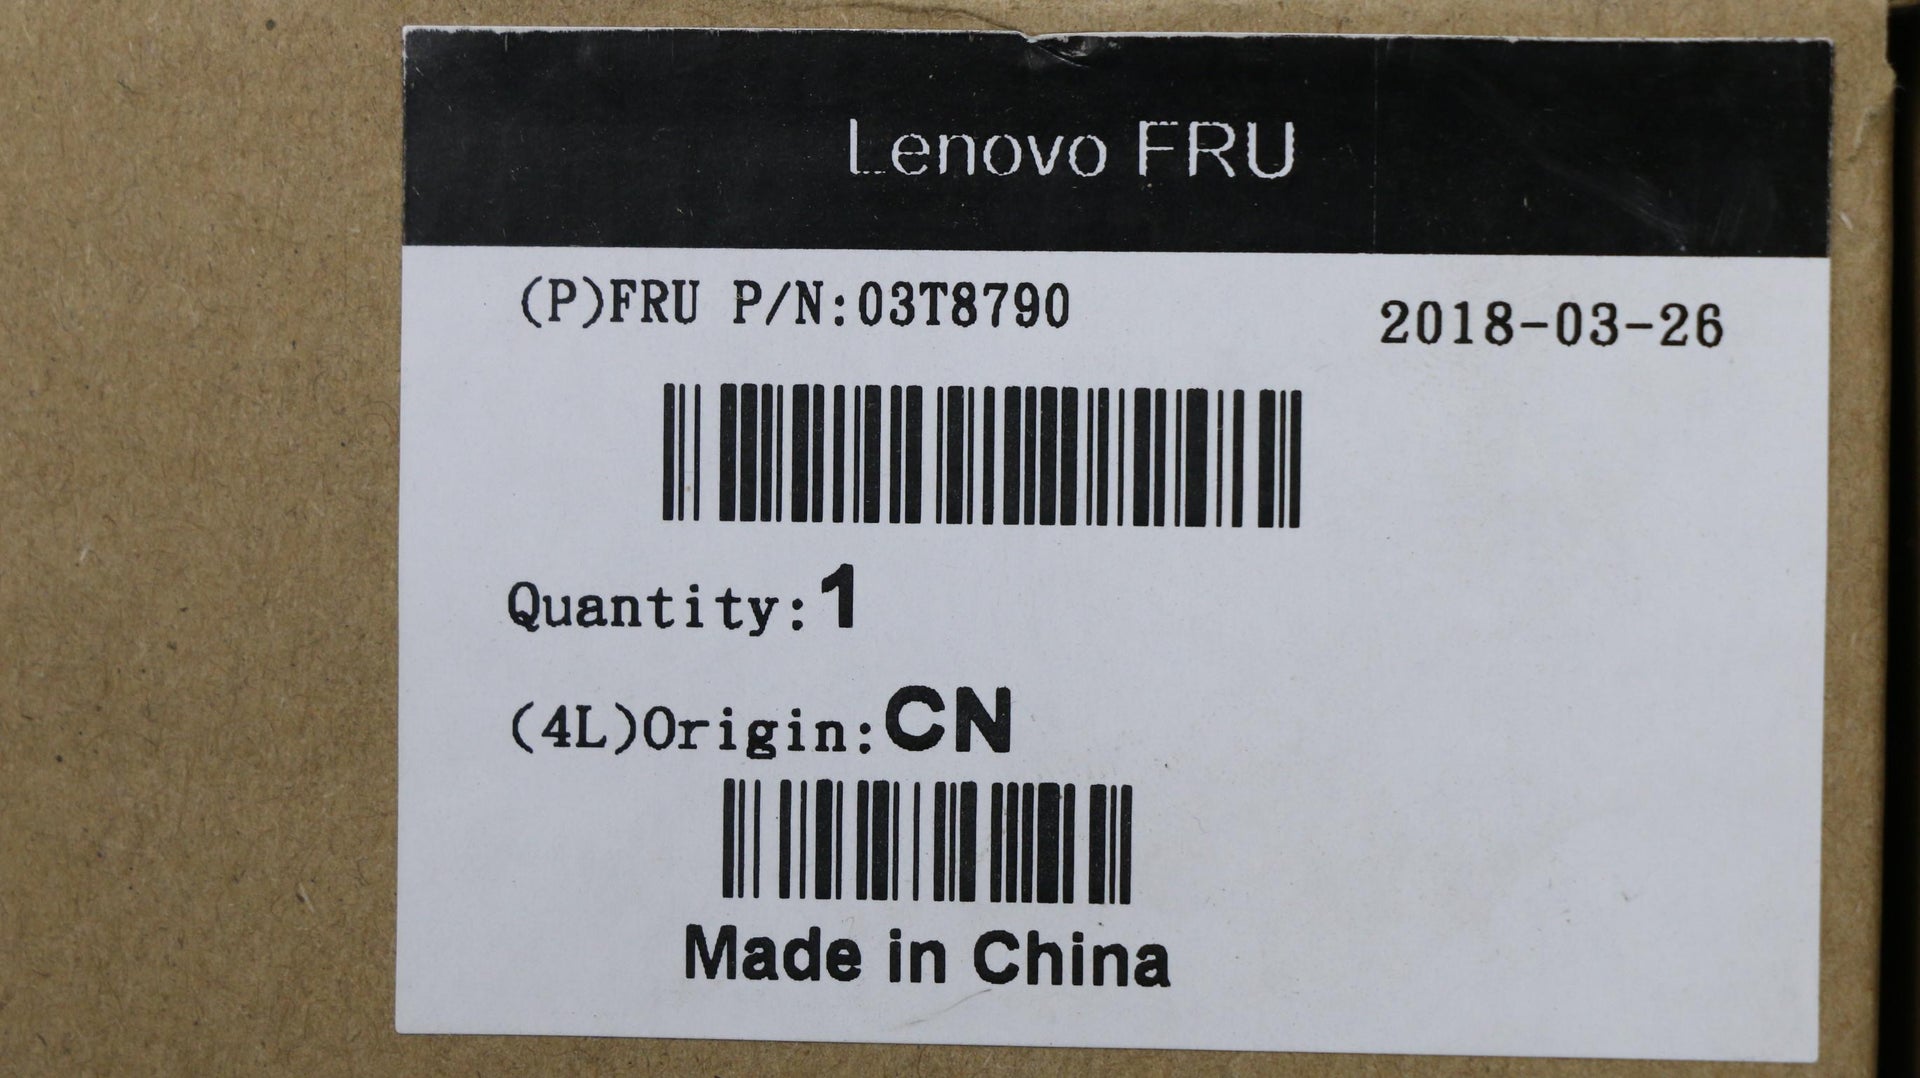 Lenovo FRU
(P)FRU P/N:03T8790
2018-03-26
Quantity:1
(4L)Origin:CN
Made in China